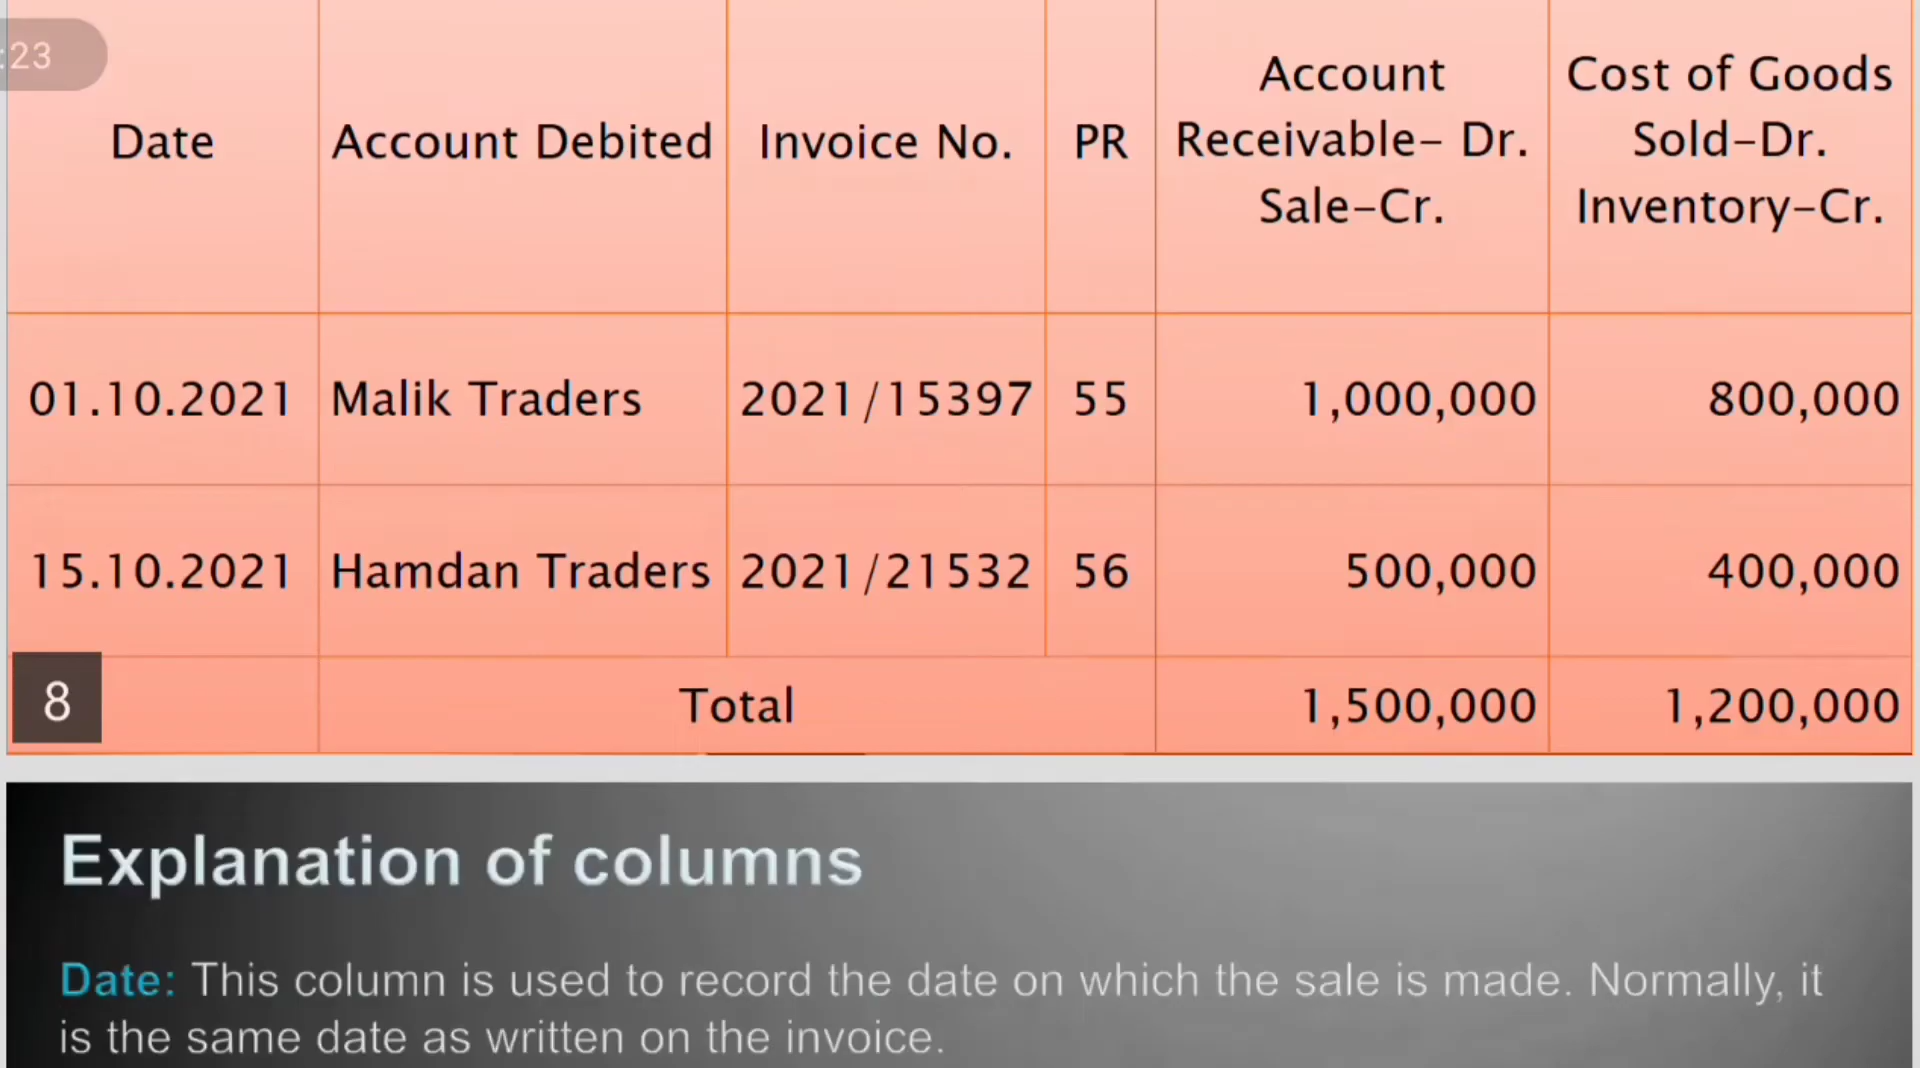 :23
Date Account Debited Invoice No. PR Account Receivable- Dr. Sale-Cr. Cost of Goods Sold-Dr. Inventory-Cr.
01.10.2021 Malik Traders 2021/15397 55 1,000,000 800,000
15.10.2021 Hamdan Traders 2021/21532 56 500,000 400,000
8 Total 1,500,000 1,200,000
Explanation of columns
Date: This column is used to record the date on which the sale is made. Normally, it
is the same date as written on the invoice.